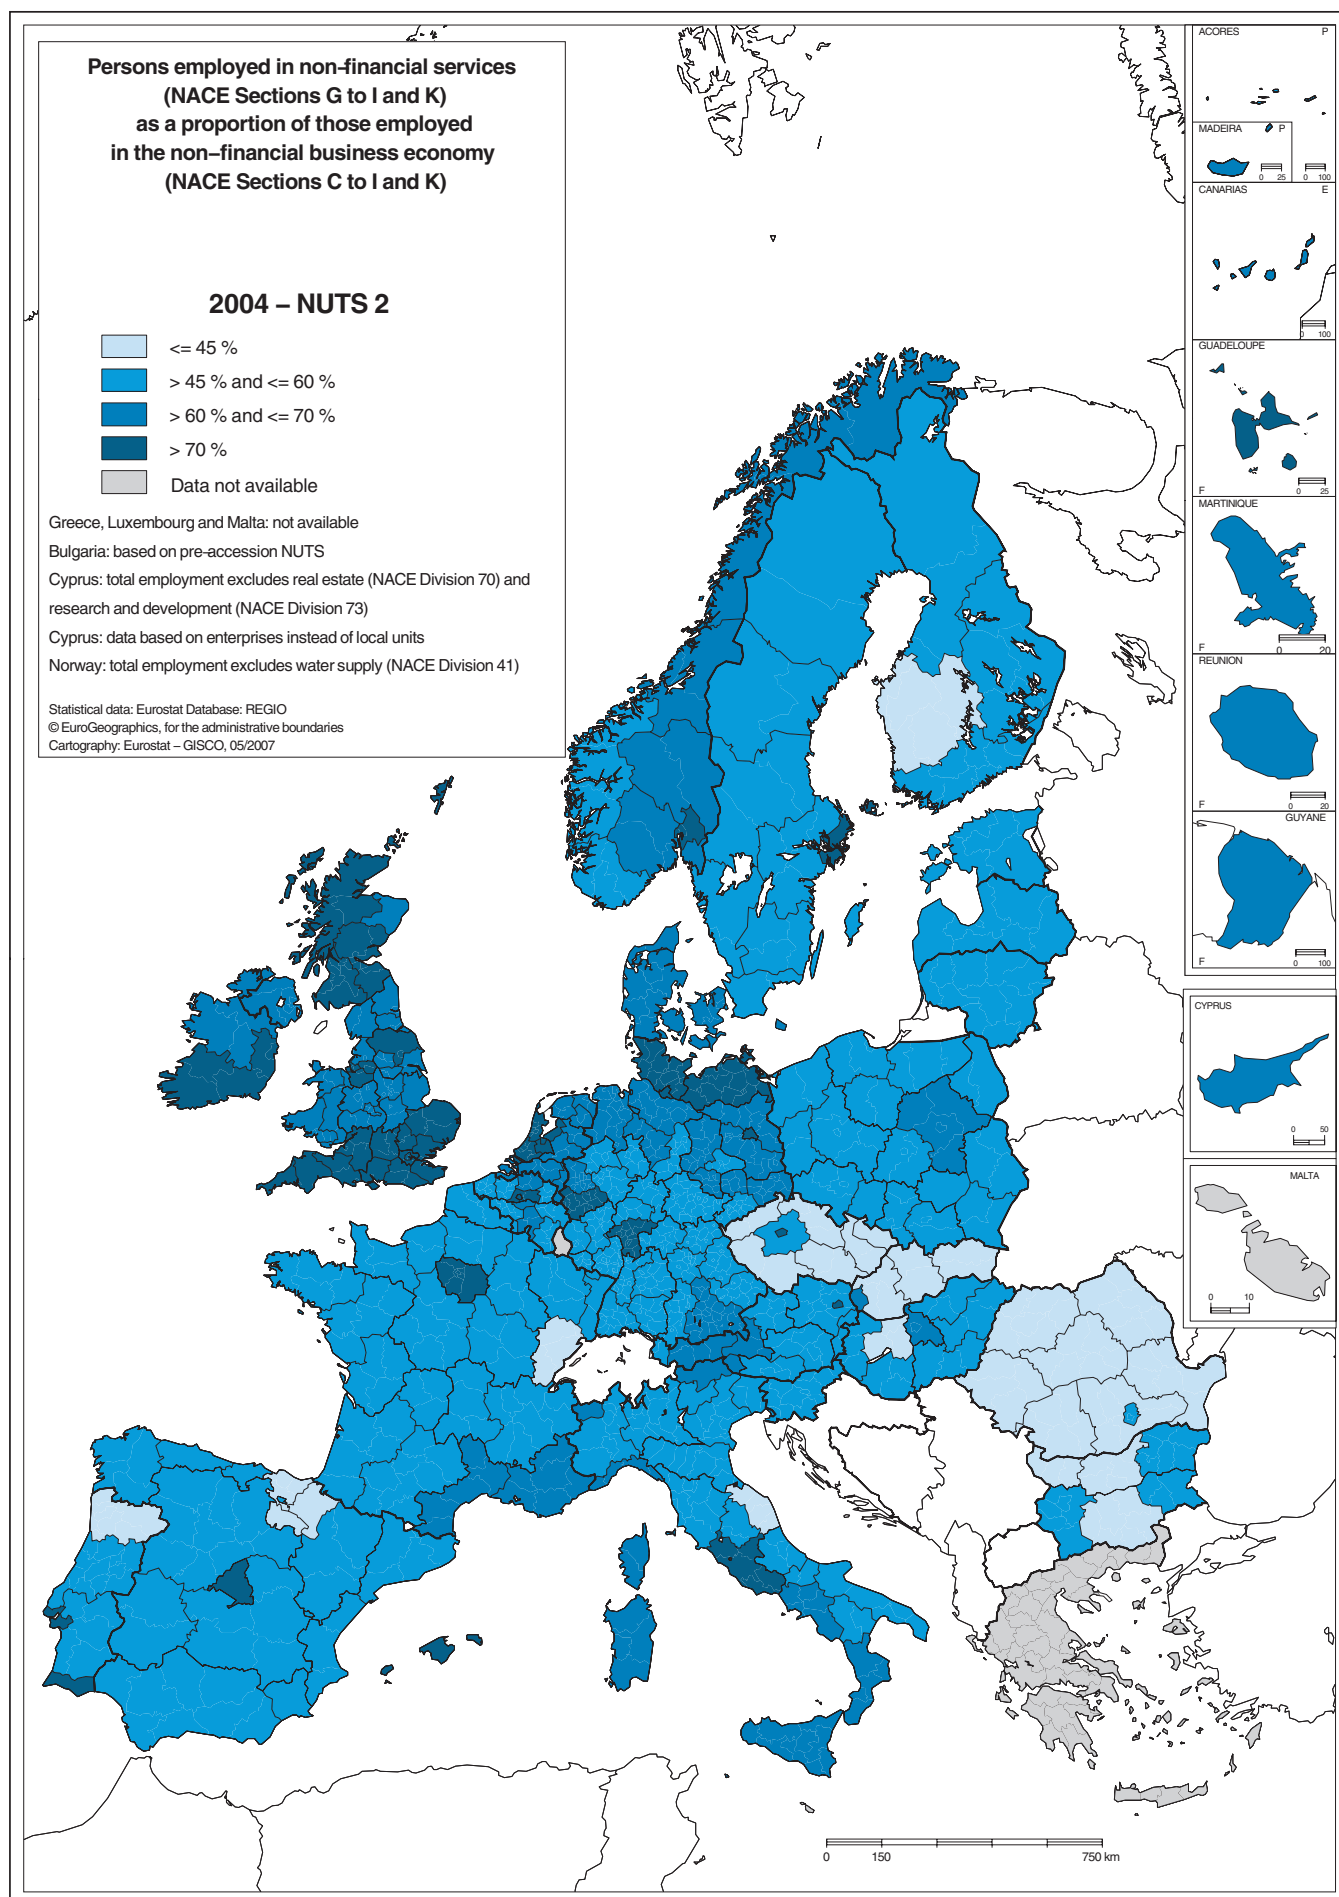 Persons employed in non-financial services
(NACE Sections G to I and K)
as a proportion of those employed
in the non–financial business economy
(NACE Sections C to I and K)
2004 – NUTS 2
<= 45 %
> 45 % and <= 60 %
> 60 % and <= 70 %
> 70 %
Data not available
Greece, Luxembourg and Malta: not available
Bulgaria: based on pre-accession NUTS
Cyprus: total employment excludes real estate (NACE Division 70) and
research and development (NACE Division 73)
Cyprus: data based on enterprises instead of local units
Norway: total employment excludes water supply (NACE Division 41)
Statistical data: Eurostat Database: REGIO
© EuroGeographics, for the administrative boundaries
Cartography: Eurostat – GISCO, 05/2007
ACORES P
MADEIRA P
0 25 0 100
CANARIAS E
0 100
GUADELOUPE
F 0 25
MARTINIQUE
F 0 20
REUNION
F 0 20
GUYANE
F 0 100
CYPRUS
0 50
MALTA
0 10
0 150 750 km